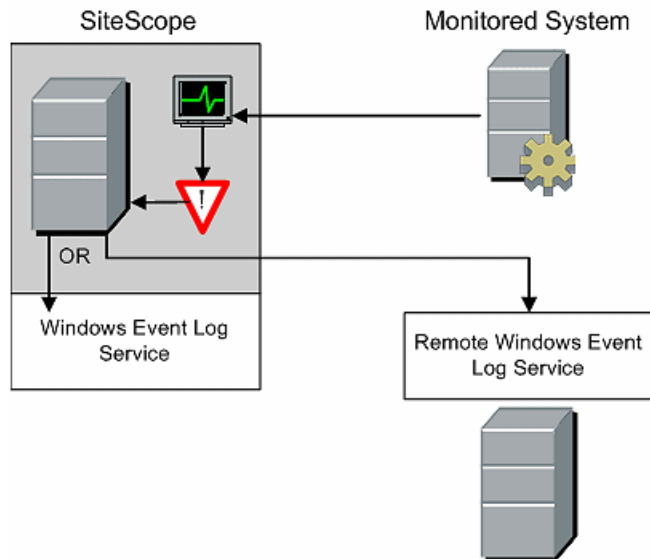 SiteScope
Monitored System
!
OR
Windows Event Log
Service
Remote Windows Event
Log Service